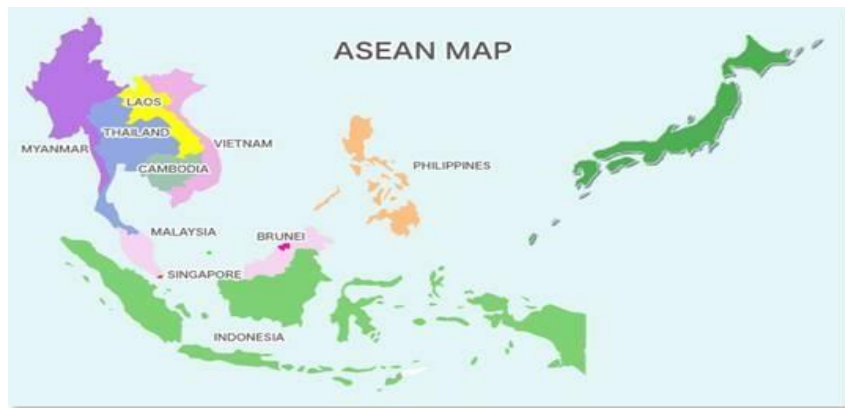 ASEAN MAP
LAOS
THAILAND
MYANMAR
VIETNAM
CAMBODIA
PHILIPPINES
MALAYSIA
BRUNEI
SINGAPORE
INDONESIA